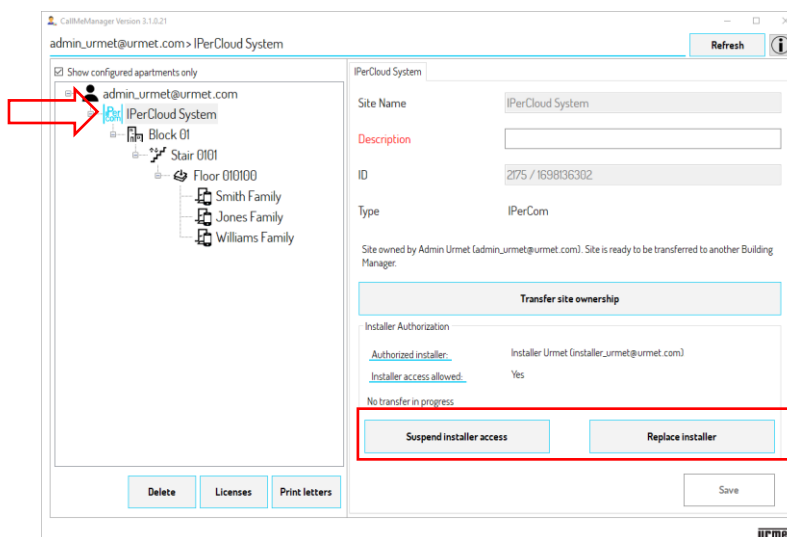 CallMeManager Version 3.1.0.21
admin_urmet@urmet.com> IPerCloud System
Refresh
Show configured apartments only
admin_urmet@urmet.com
IPer
com
IPerCloud System
Block 01
Stair 0101
Floor 010100
Smith Family
Jones Family
Williams Family
Delete
Licenses
Print letters
IPerCloud System
Site Name
IPerCloud System
Description
ID
2175 / 1698136302
Type
IPerCom
Site owned by Admin Urmet (admin_urmet@urmet.com). Site is ready to be transferred to another Building
Manager.
Transfer site ownership
Installer Authorization
Authorized installer:
Installer Urmet (installer_urmet@urmet.com)
Installer access allowed:
Yes
No transfer in progress
Suspend installer access
Replace installer
Save